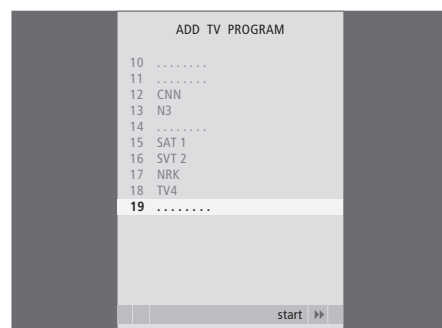 ADD TV PROGRAM
10 ........
11 ........
12 CNN
13 N3
14 ........
15 SAT 1
16 SVT 2
17 NRK
18 TV4
19 ........
start